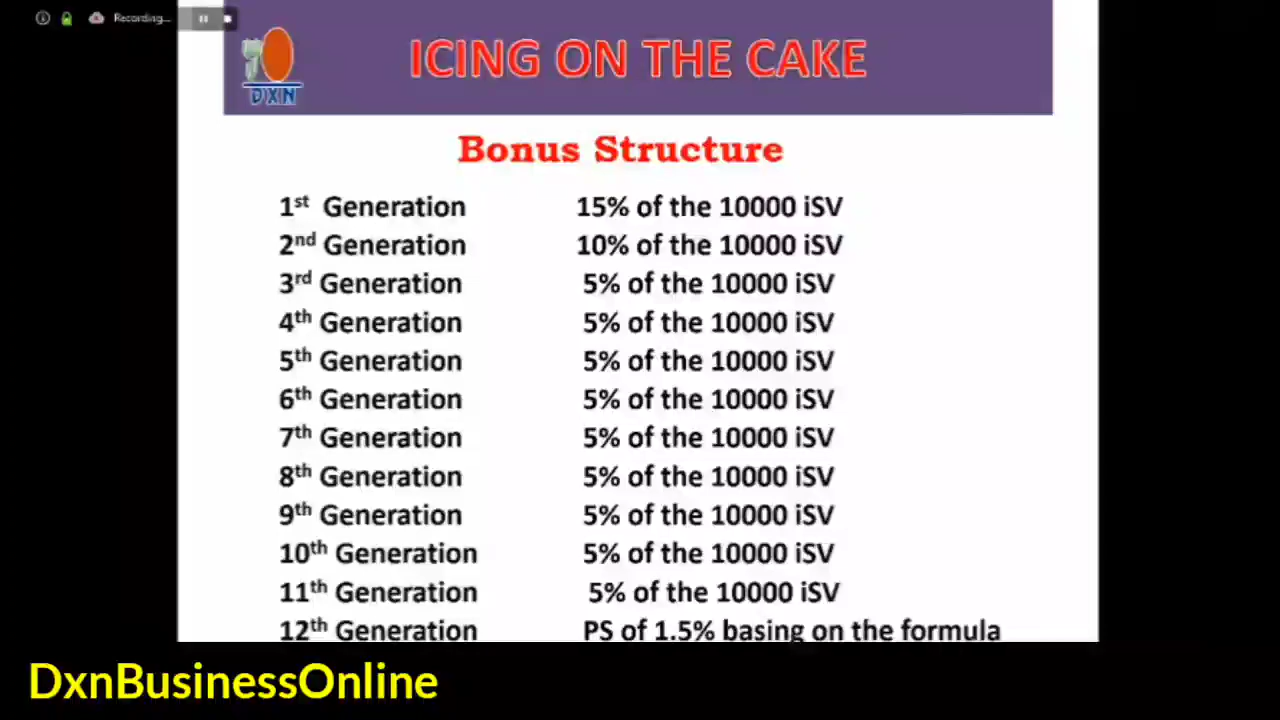 Recording...
DXN
ICING ON THE CAKE
Bonus Structure
1st Generation 15% of the 10000 iSV
2nd Generation 10% of the 10000 iSV
3rd Generation 5% of the 10000 iSV
4th Generation 5% of the 10000 iSV
5th Generation 5% of the 10000 iSV
6th Generation 5% of the 10000 iSV
7th Generation 5% of the 10000 iSV
8th Generation 5% of the 10000 iSV
9th Generation 5% of the 10000 iSV
10th Generation 5% of the 10000 iSV
11th Generation 5% of the 10000 iSV
12th Generation PS of 1.5% basing on the formula
DxnBusinessOnline